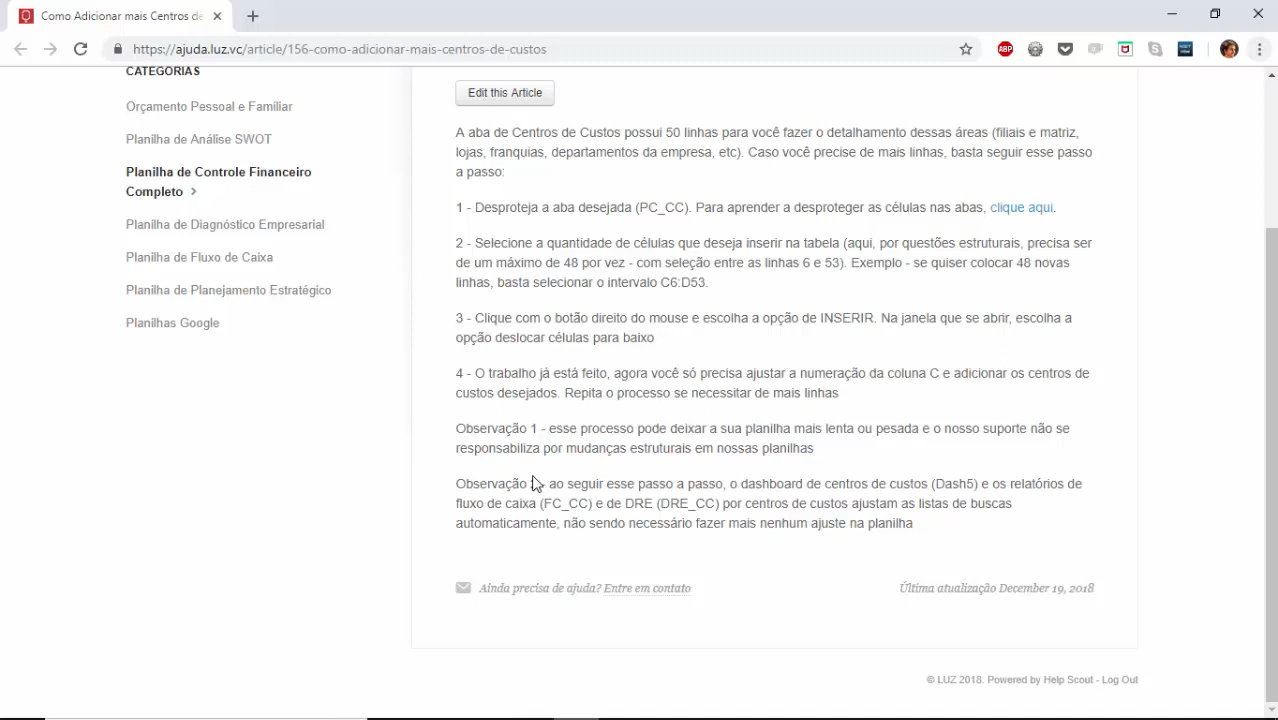 Como Adicionar mais Centros de
https://ajuda.luz.vc/article/156-como-adicionar-mais-centros-de-custos
ABP
CATEGORIAS
Orçamento Pessoal e Familiar
Planilha de Análise SWOT
Planilha de Controle Financeiro
Completo
Planilha de Diagnóstico Empresarial
Planilha de Fluxo de Caixa
Planilha de Planejamento Estratégico
Planilhas Google
Edit this Article
A aba de Centros de Custos possui 50 linhas para você fazer o detalhamento dessas áreas (filiais e matriz,
lojas, franquias, departamentos da empresa, etc). Caso você precise de mais linhas, basta seguir esse passo
a passo:
1 - Desproteja a aba desejada (PC_CC). Para aprender a desproteger as células nas abas, clique aqui.
2 - Selecione a quantidade de células que deseja inserir na tabela (aqui, por questões estruturais, precisa ser
de um máximo de 48 por vez - com seleção entre as linhas 6 e 53). Exemplo - se quiser colocar 48 novas
linhas, basta selecionar o intervalo C6:D53.
3 - Clique com o botão direito do mouse e escolha a opção de INSERIR. Na janela que se abrir, escolha a
opção deslocar células para baixo
4 - O trabalho já está feito, agora você só precisa ajustar a numeração da coluna C e adicionar os centros de
custos desejados. Repita o processo se necessitar de mais linhas
Observação 1 - esse processo pode deixar a sua planilha mais lenta ou pesada e o nosso suporte não se
responsabiliza por mudanças estruturais em nossas planilhas
Observação ao seguir esse passo a passo, o dashboard de centros de custos (Dash5) e os relatórios de
fluxo de caixa (FC_CC) e de DRE (DRE_CC) por centros de custos ajustam as listas de buscas
automaticamente, não sendo necessário fazer mais nenhum ajuste na planilha
Ainda precisa de ajuda? Entre em contato
Última atualização December 19, 2018
© LUZ 2018. Powered by Help Scout - Log Out